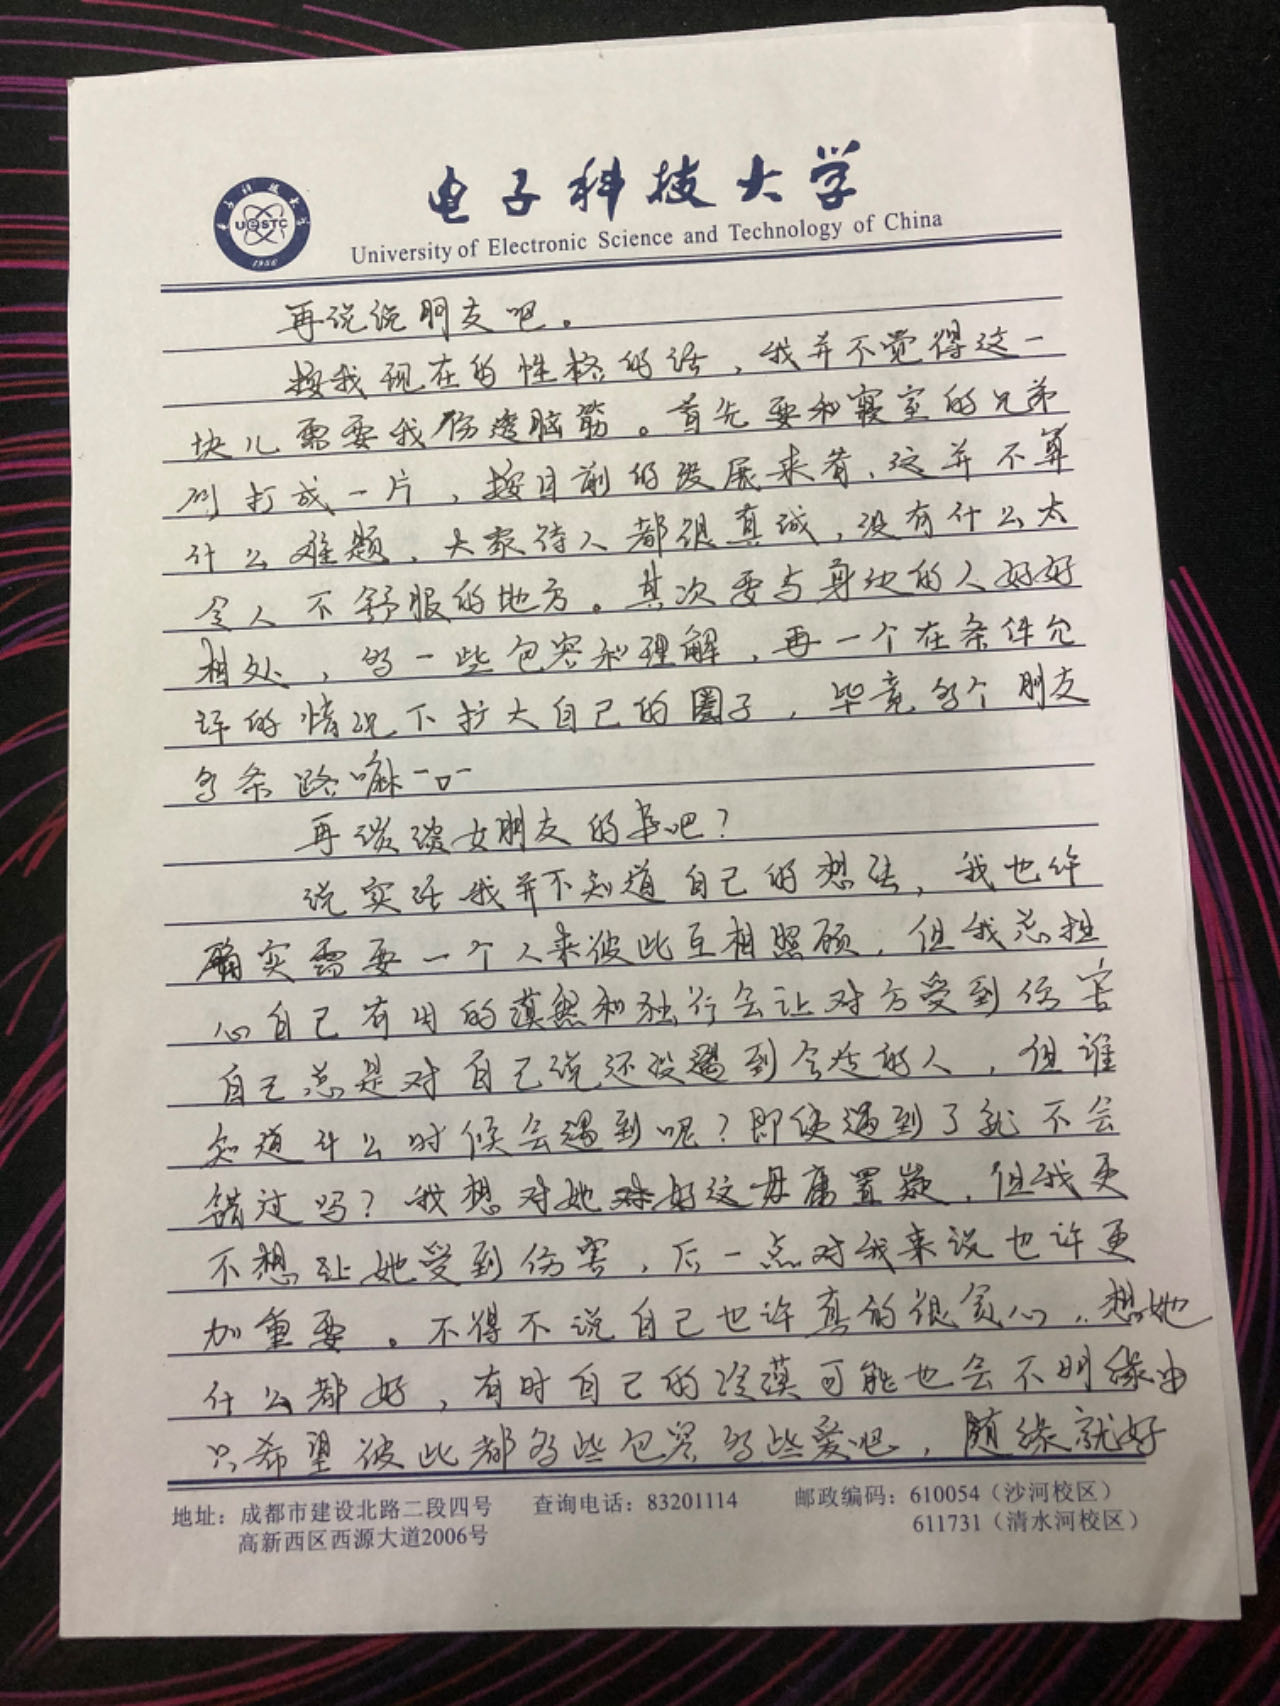 电子科技大学
University of Electronic Science and Technology of China
UESTC
1956
再说说朋友吧。
按我现在的性格的话，我并不觉得这一
块儿需要我伤透脑筋。首先要和寝室的兄弟
们打成一片，按目前的发展来看，这并不算
什么难题，大家待人都很真诚，没有什么太
令人不舒服的地方。其次要与身边的人好好
相处，多一些包容和理解，再一个在条件允
许的情况下扩大自己的圈子，毕竟多个朋友
多条路嘛-口-
再谈谈女朋友的事吧？
说实话我并不知道自己的想法，我也许
确实需要一个人来彼此互相照顾，但我总担
心自己有用的漠然和独行会让对方受到伤害
自己总是对自己说还没遇到合适的人，但谁
知道什么时候会遇到呢？即使遇到了就不会
错过吗？我想对她好这毋庸置疑，但我更
不想让她受到伤害，后一点对我来说也许更
加重要。不得不说自己也许真的很贪心，想她
什么都好，有时自己的冷漠可能也会不明缘由
只希望彼此都多些包容多些爱吧，随缘就好
地址：成都市建设北路二段四号 查询电话：83201114 邮政编码：610054（沙河校区）
高新西区西源大道2006号 611731（清水河校区）